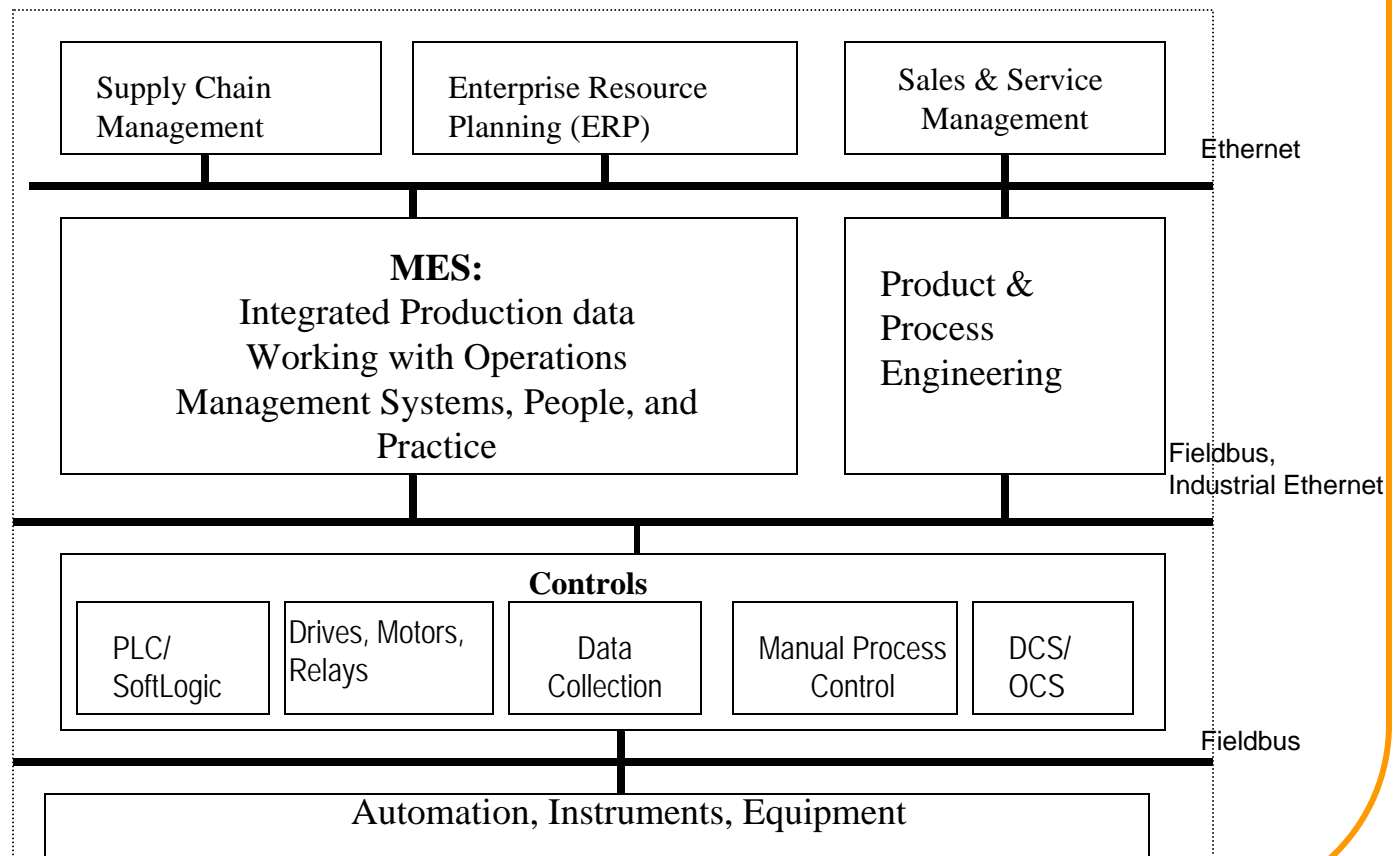 Supply Chain
Management
Enterprise Resource
Planning (ERP)
Sales & Service
Management
Ethernet
MES:
Integrated Production data
Working with Operations
Management Systems, People, and
Practice
Product &
Process
Engineering
Fieldbus,
Industrial Ethernet
Controls
PLC/
SoftLogic
Drives, Motors,
Relays
Data
Collection
Manual Process
Control
DCS/
OCS
Fieldbus
Automation, Instruments, Equipment